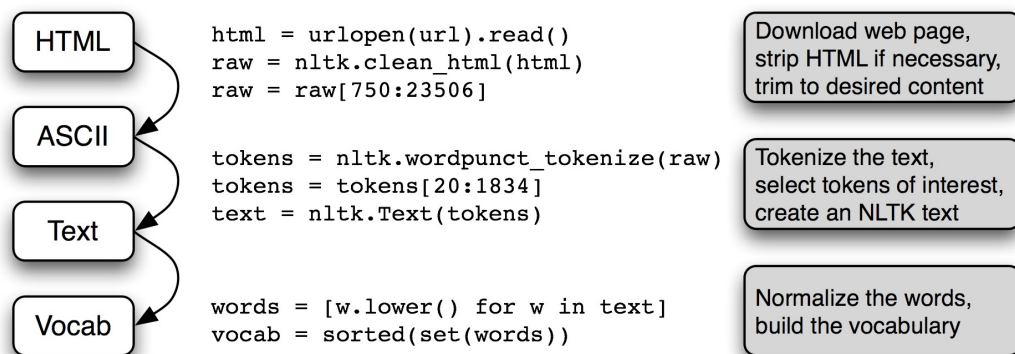 HTML
html = urlopen(url).read()
raw = nltk.clean_html(html)
raw = raw[750:23506]
Download web page,
strip HTML if necessary,
trim to desired content
ASCII
tokens = nltk.wordpunct_tokenize(raw)
tokens = tokens[20:1834]
text = nltk.Text(tokens)
Tokenize the text,
select tokens of interest,
create an NLTK text
Text
words = [w.lower() for w in text]
vocab = sorted(set(words))
Normalize the words,
build the vocabulary
Vocab